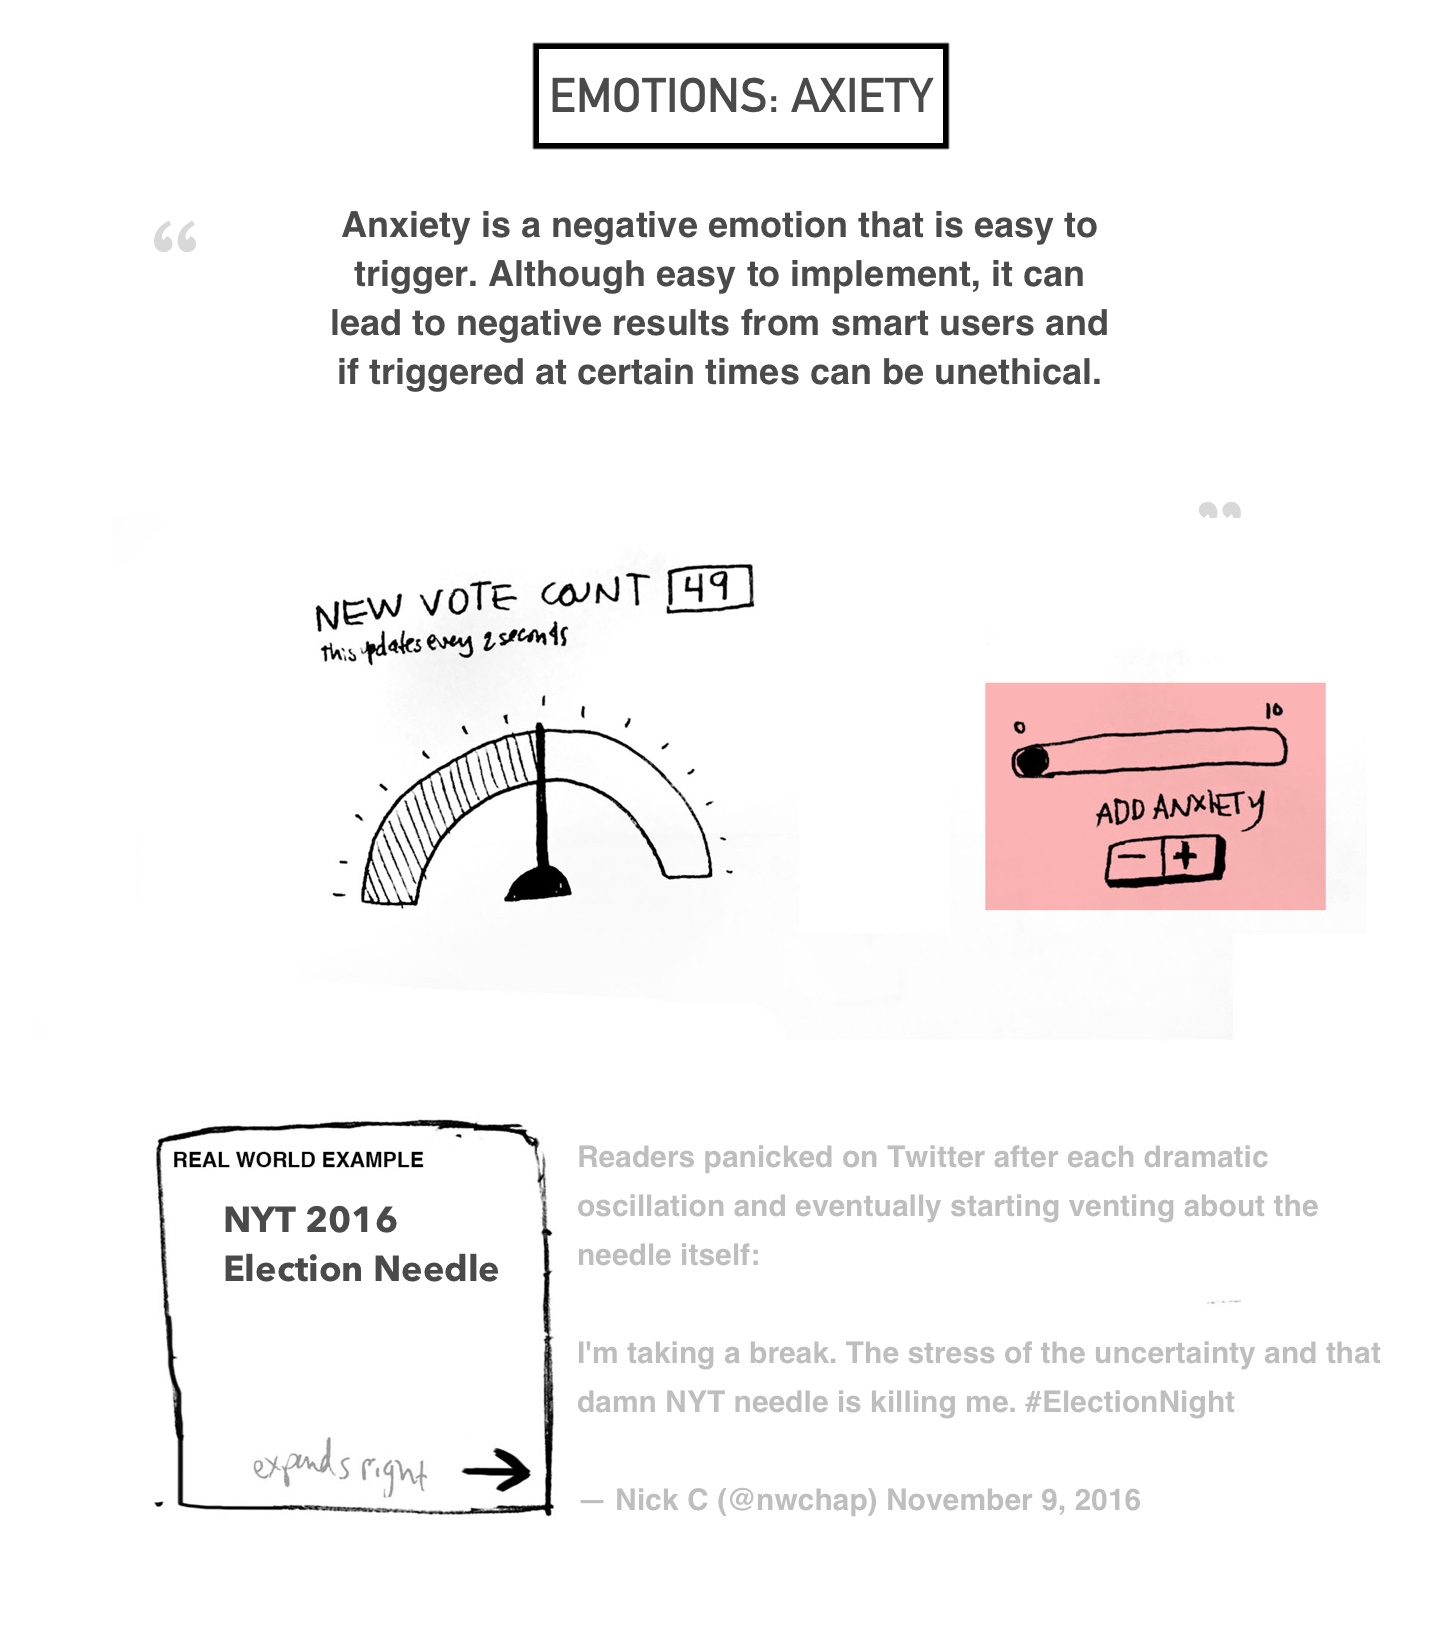 EMOTIONS: AXIETY
“
Anxiety is a negative emotion that is easy to
trigger. Although easy to implement, it can
lead to negative results from smart users and
if triggered at certain times can be unethical.
”
NEW VOTE COUNT 49
this updates every 2 seconds
0 10
ADD ANXIETY
− +
REAL WORLD EXAMPLE
NYT 2016
Election Needle
expands right →
Readers panicked on Twitter after each dramatic
oscillation and eventually starting venting about the
needle itself:
I'm taking a break. The stress of the uncertainty and that
damn NYT needle is killing me. #ElectionNight
— Nick C (@nwchap) November 9, 2016